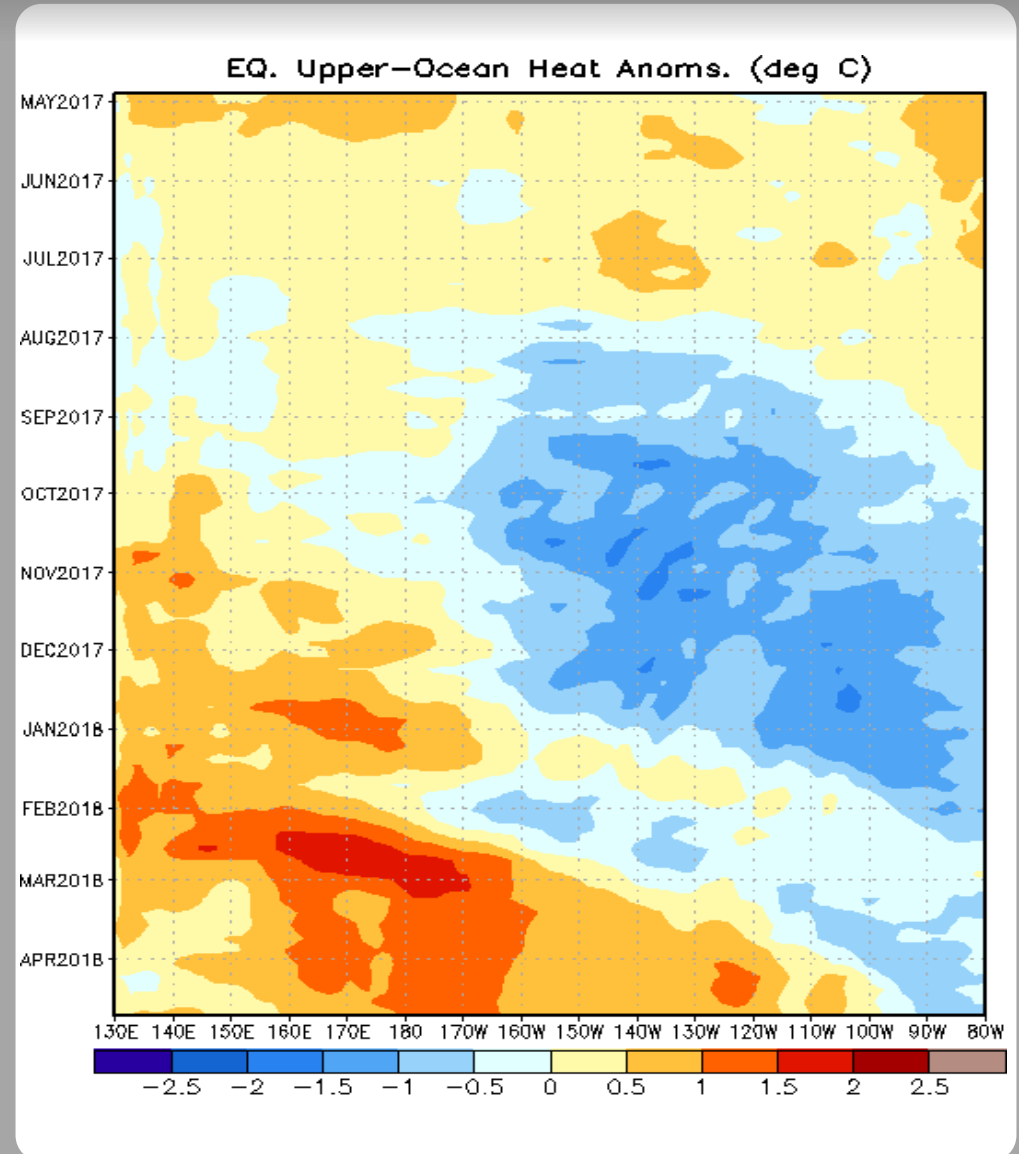 EQ. Upper-Ocean Heat Anoms. (deg C)
MAY2017
JUN2017
JUL2017
AUG2017
SEP2017
OCT2017
NOV2017
DEC2017
JAN2018
FEB2018
MAR2018
APR2018
130E 140E 150E 160E 170E 180 170W 160W 150W 140W 130W 120W 110W 100W 90W 80W
-2.5 -2 -1.5 -1 -0.5 0 0.5 1 1.5 2 2.5